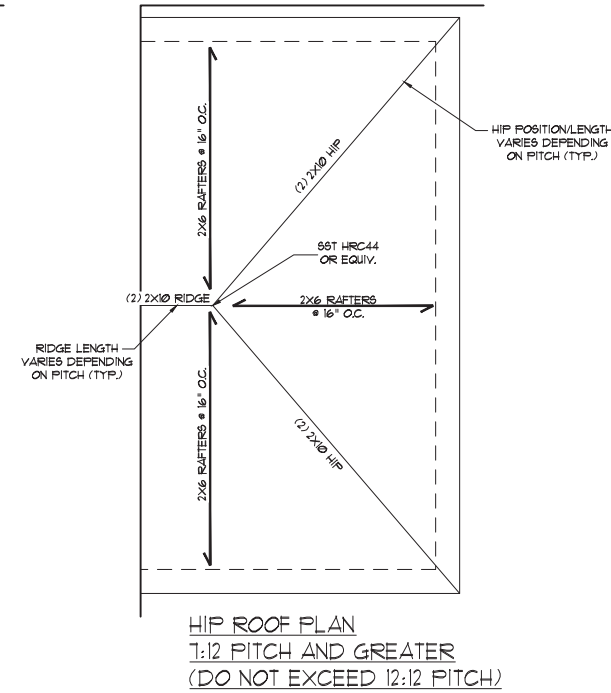 2X6 RAFTERS @ 16" O.C.
(2) 2X10 HIP
HIP POSITION/LENGTH
VARIES DEPENDING
ON PITCH (TYP.)
SST HRC44
OR EQUIV.
(2) 2X10 RIDGE
2X6 RAFTERS
@ 16" O.C.
RIDGE LENGTH
VARIES DEPENDING
ON PITCH (TYP.)
2X6 RAFTERS @ 16" O.C.
(2) 2X10 HIP
HIP ROOF PLAN
7:12 PITCH AND GREATER
(DO NOT EXCEED 12:12 PITCH)